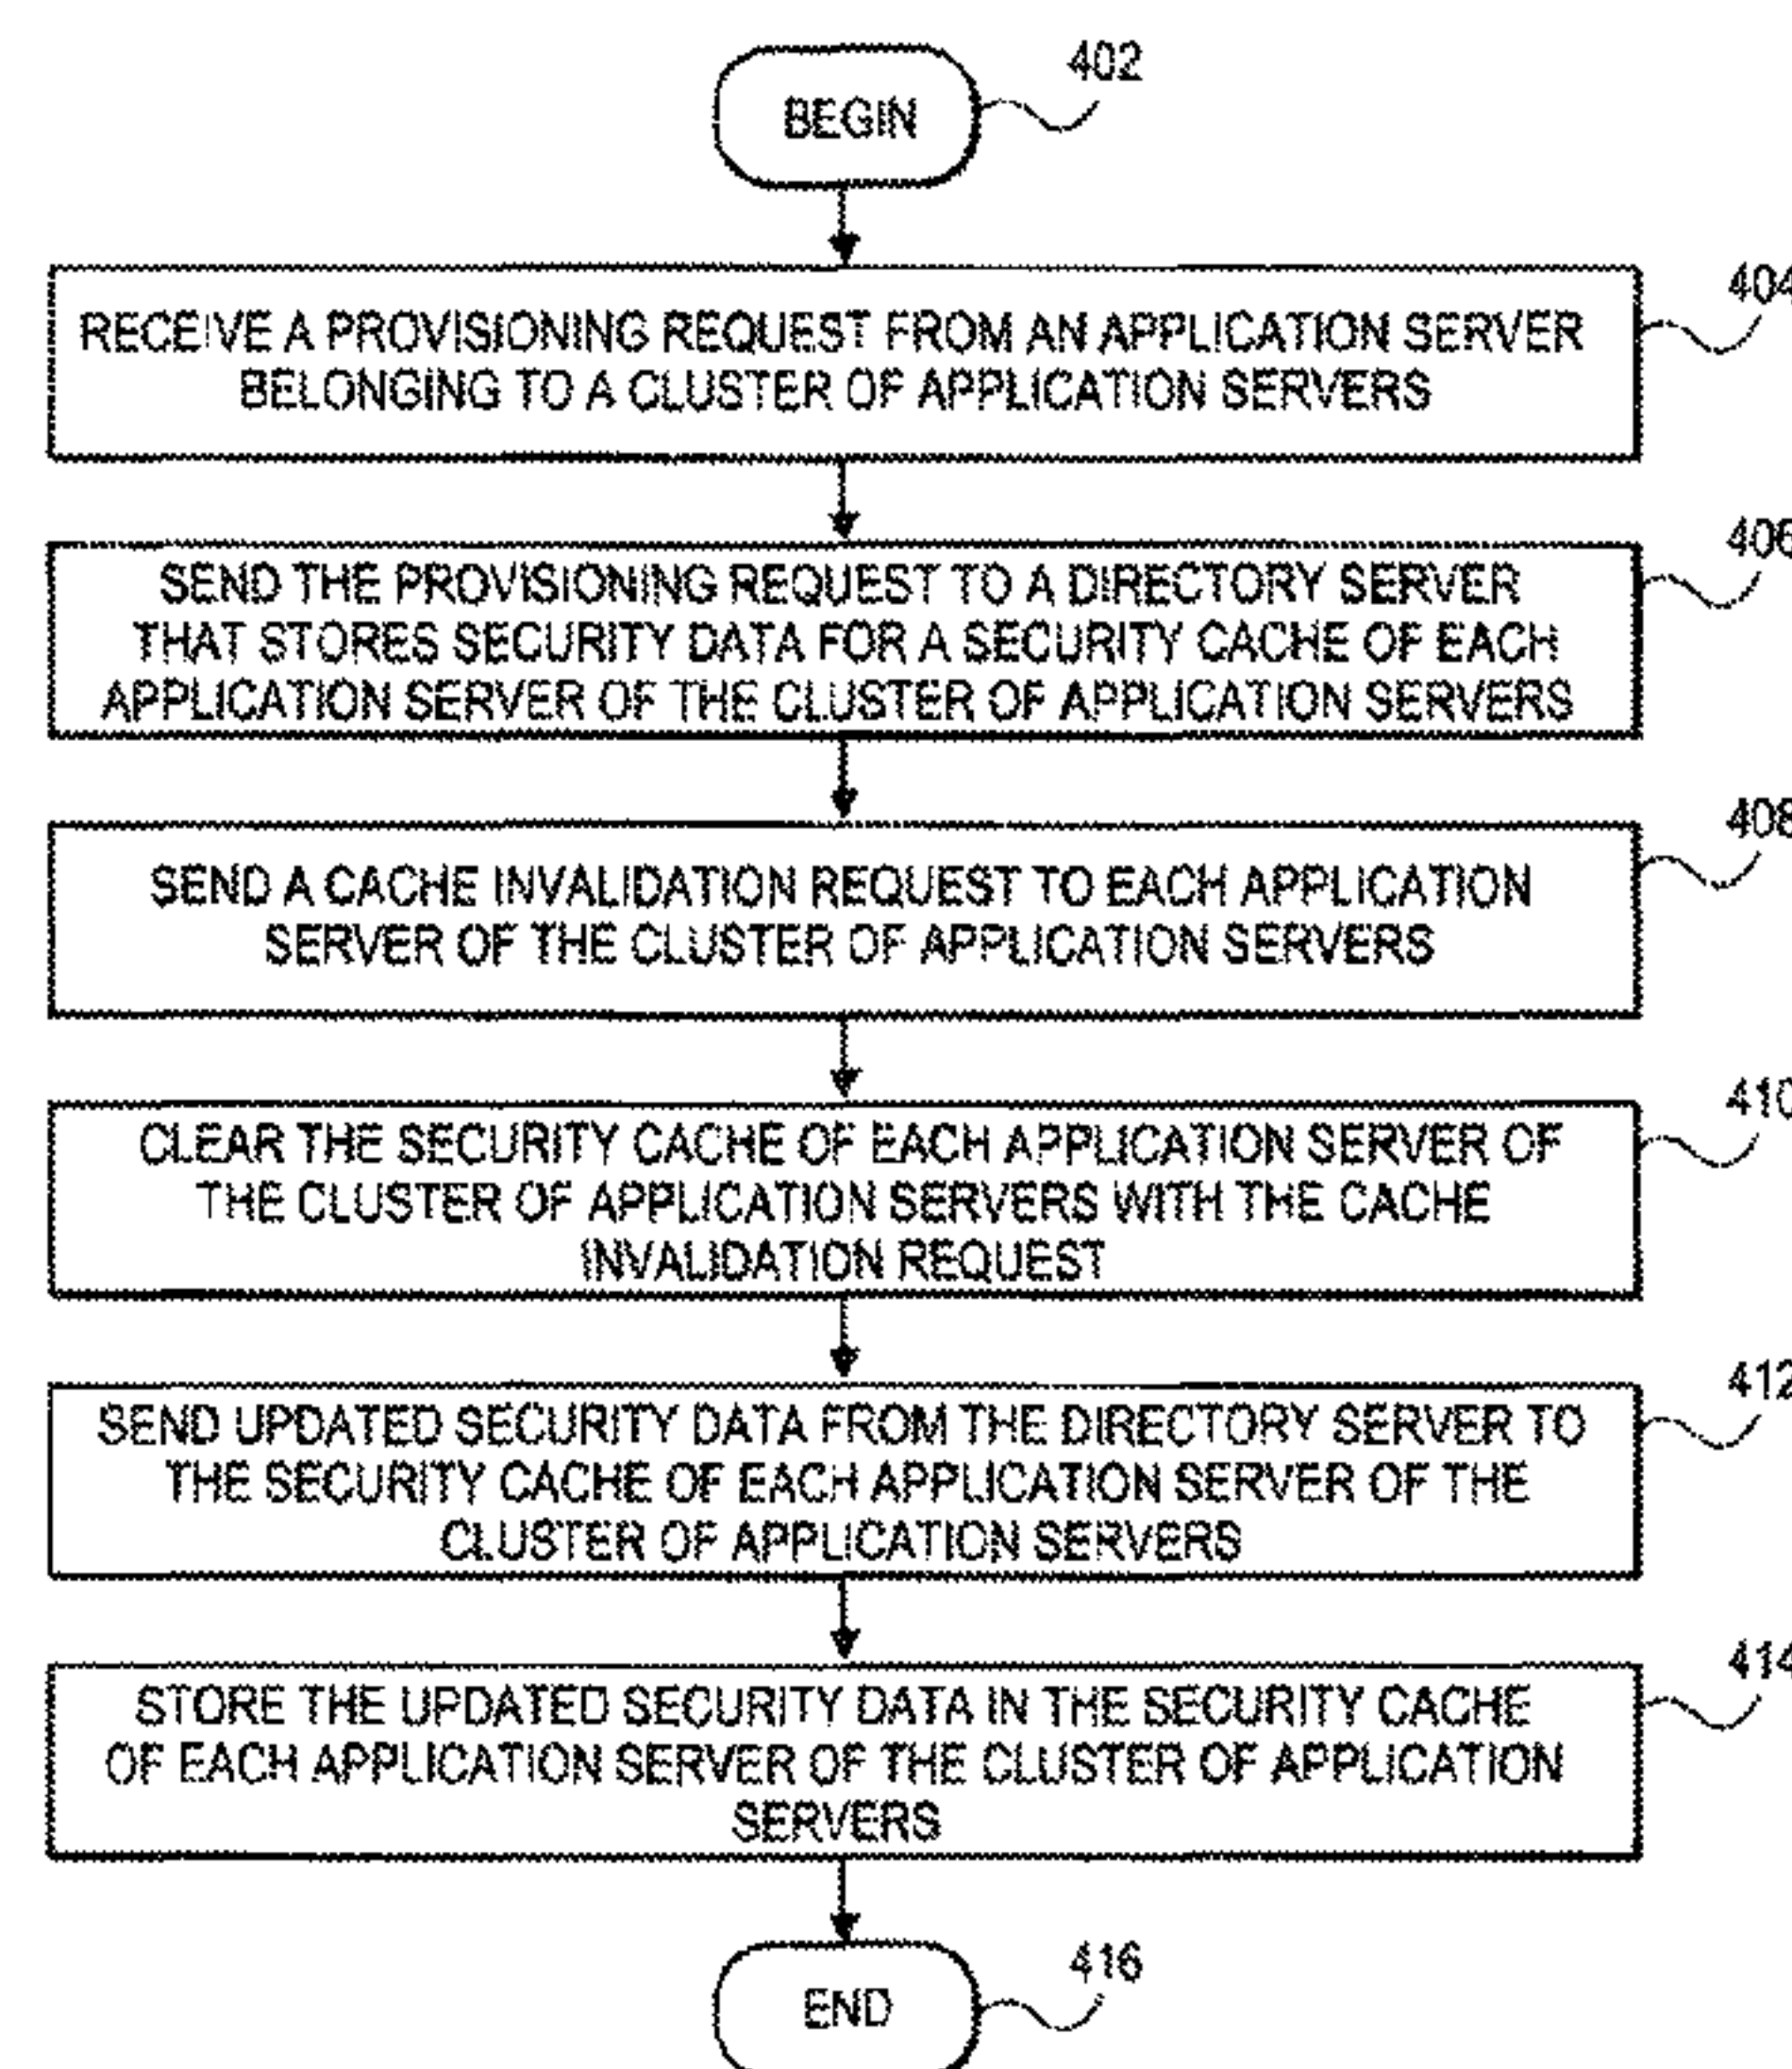 402
BEGIN
404
RECEIVE A PROVISIONING REQUEST FROM AN APPLICATION SERVER
BELONGING TO A CLUSTER OF APPLICATION SERVERS
406
SEND THE PROVISIONING REQUEST TO A DIRECTORY SERVER
THAT STORES SECURITY DATA FOR A SECURITY CACHE OF EACH
APPLICATION SERVER OF THE CLUSTER OF APPLICATION SERVERS
408
SEND A CACHE INVALIDATION REQUEST TO EACH APPLICATION
SERVER OF THE CLUSTER OF APPLICATION SERVERS
410
CLEAR THE SECURITY CACHE OF EACH APPLICATION SERVER OF
THE CLUSTER OF APPLICATION SERVERS WITH THE CACHE
INVALIDATION REQUEST
412
SEND UPDATED SECURITY DATA FROM THE DIRECTORY SERVER TO
THE SECURITY CACHE OF EACH APPLICATION SERVER OF THE
CLUSTER OF APPLICATION SERVERS
414
STORE THE UPDATED SECURITY DATA IN THE SECURITY CACHE
OF EACH APPLICATION SERVER OF THE CLUSTER OF APPLICATION
SERVERS
416
END